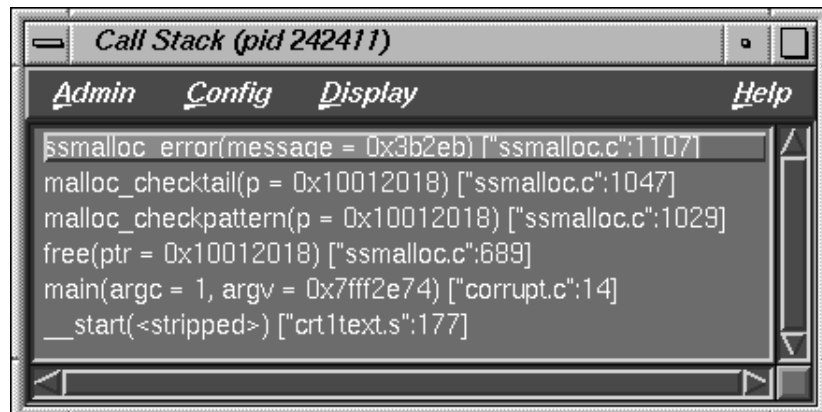 Call Stack (pid 242411)
Admin Config Display Help
ssmalloc_error(message = 0x3b2eb) ["ssmalloc.c":1107]
malloc_checktail(p = 0x10012018) ["ssmalloc.c":1047]
malloc_checkpattern(p = 0x10012018) ["ssmalloc.c":1029]
free(ptr = 0x10012018) ["ssmalloc.c":689]
main(argc = 1, argv = 0x7fff2e74) ["corrupt.c":14]
__start(<stripped>) ["crt1text.s":177]